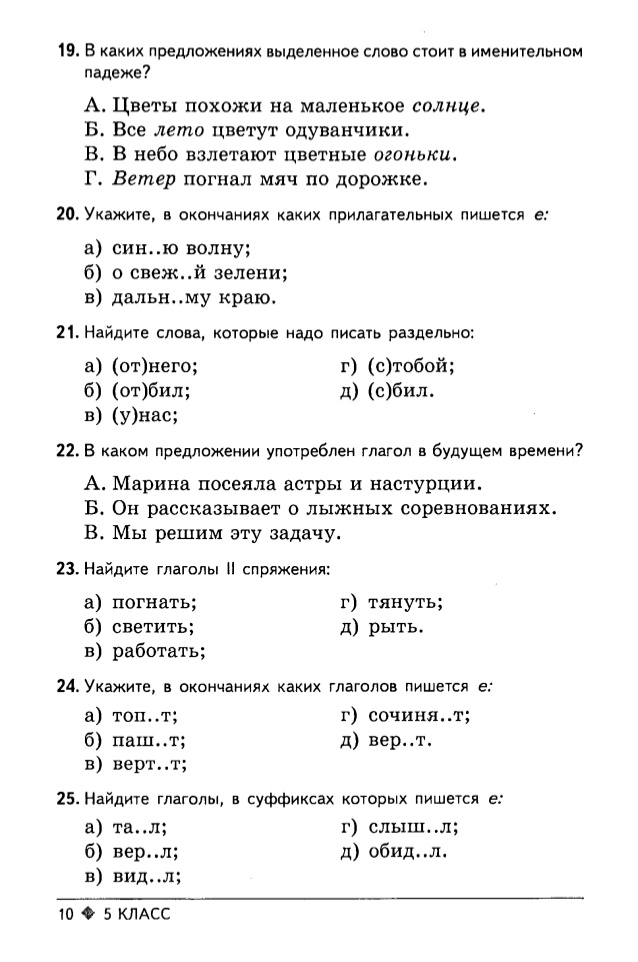 19. В каких предложениях выделенное слово стоит в именительном
падеже?
А. Цветы похожи на маленькое солнце.
Б. Все лето цветут одуванчики.
В. В небо взлетают цветные огоньки.
Г. Ветер погнал мяч по дорожке.
20. Укажите, в окончаниях каких прилагательных пишется е:
а) син..ю волну;
б) о свеж..й зелени;
в) дальн..му краю.
21. Найдите слова, которые надо писать раздельно:
а) (от)него; г) (с)тобой;
б) (от)бил; д) (с)бил.
в) (у)нас;
22. В каком предложении употреблен глагол в будущем времени?
А. Марина посеяла астры и настурции.
Б. Он рассказывает о лыжных соревнованиях.
В. Мы решим эту задачу.
23. Найдите глаголы II спряжения:
а) погнать; г) тянуть;
б) светить; д) рыть.
в) работать;
24. Укажите, в окончаниях каких глаголов пишется е:
а) топ..т; г) сочиня..т;
б) паш..т; д) вер..т.
в) верт..т;
25. Найдите глаголы, в суффиксах которых пишется е:
а) та..л; г) слыш..л;
б) вер..л; д) обид..л.
в) вид..л;
10 ❖ 5 КЛАСС